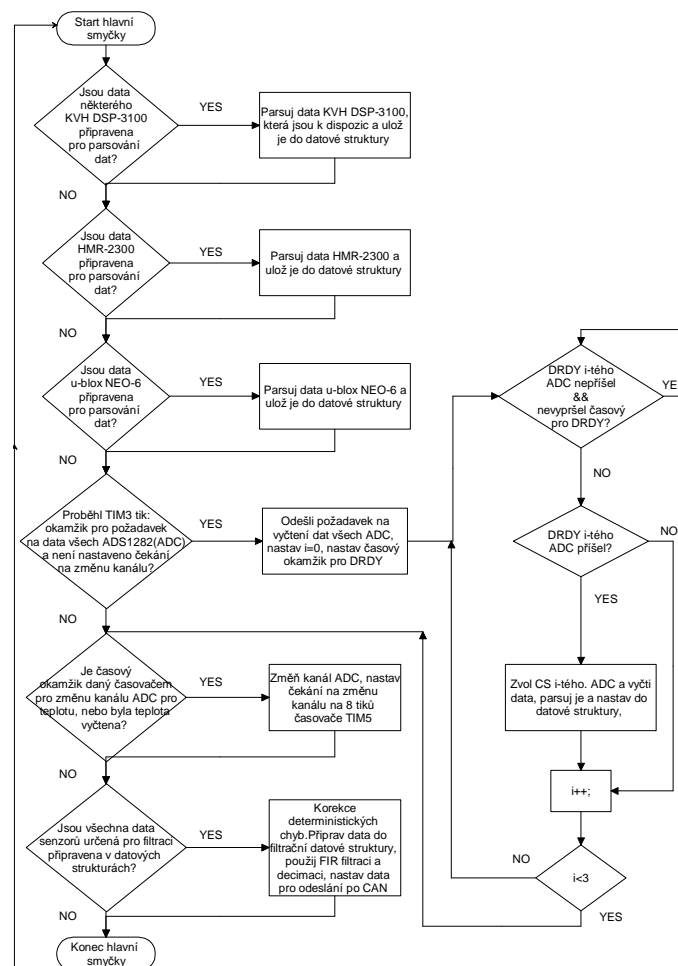 Start hlavní
smyčky
Jsou data
některého
KVH DSP-3100
připravena
pro parsování
dat?
YES
Parsuj data KVH DSP-3100,
která jsou k dispozic a ulož
je do datové struktury
NO
Jsou data
HMR-2300
připravena
pro parsování
dat?
YES
Parsuj data HMR-2300 a
ulož je do datové struktury
NO
Jsou data
u-blox NEO-6
připravena
pro parsování
dat?
YES
Parsuj data u-blox NEO-6 a
ulož je do datové struktury
NO
Proběhl TIM3 tik:
okamžik pro požadavek
na data všech ADS1282(ADC)
a není nastaveno čekání
na změnu kanálu?
YES
Odešli požadavek na
vyčtení dat všech ADC,
nastav i=0, nastav časový
okamžik pro DRDY
NO
Je časový
okamžik daný časovačem
pro změnu kanálu ADC pro
teplotu, nebo byla teplota
vyčtena?
YES
Změň kanál ADC, nastav
čekání na změnu
kanálu na 8 tiků
časovače TIM5
NO
Jsou všechna data
senzorů určená pro filtraci
připravena v datových
strukturách?
YES
Korekce
deterministických
chyb.Připrav data do
filtrační datové struktury,
použij FIR filtraci a
decimaci, nastav data
pro odeslání po CAN
NO
Konec hlavní
smyčky
DRDY i-tého
ADC nepřišel
&&
nevypršel časový
pro DRDY?
YE
NO
DRDY i-tého
ADC příšel?
NO
YES
Zvol CS i-tého. ADC a vyčti
data, parsuj je a nastav do
datové struktury,
i++;
i<3
NO
YES